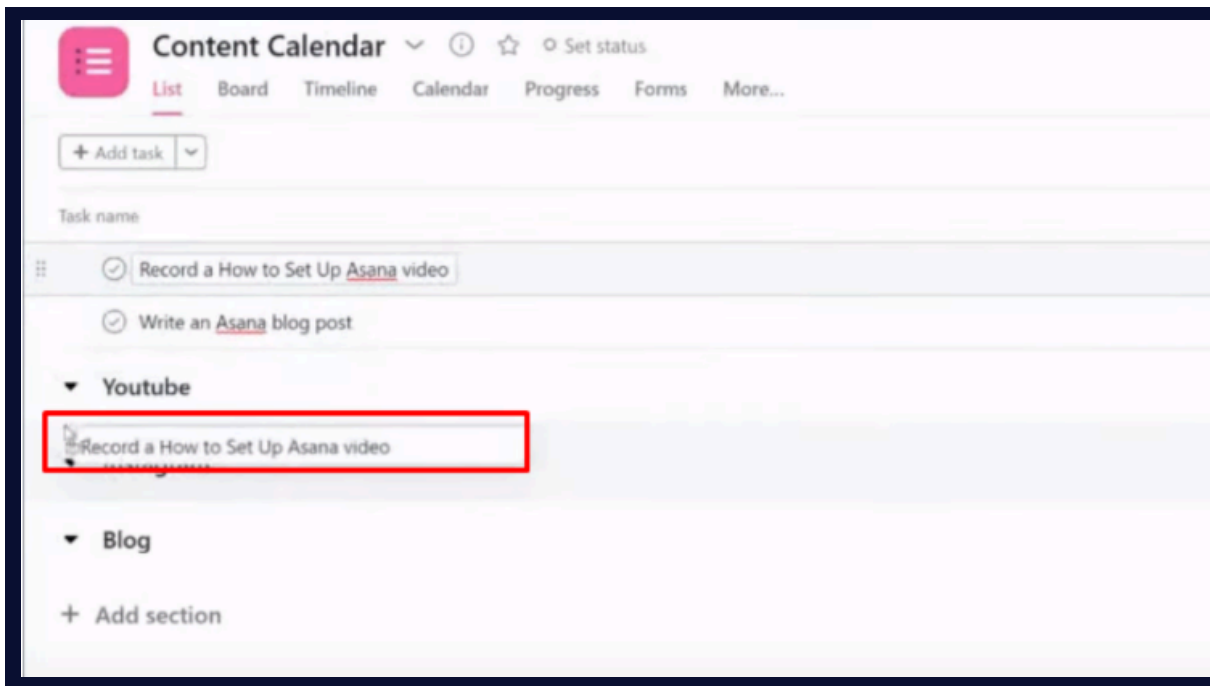 Content Calendar Set status
List Board Timeline Calendar Progress Forms More...
+ Add task
Task name
Record a How to Set Up Asana video
Write an Asana blog post
Youtube
Record a How to Set Up Asana video
Blog
+ Add section